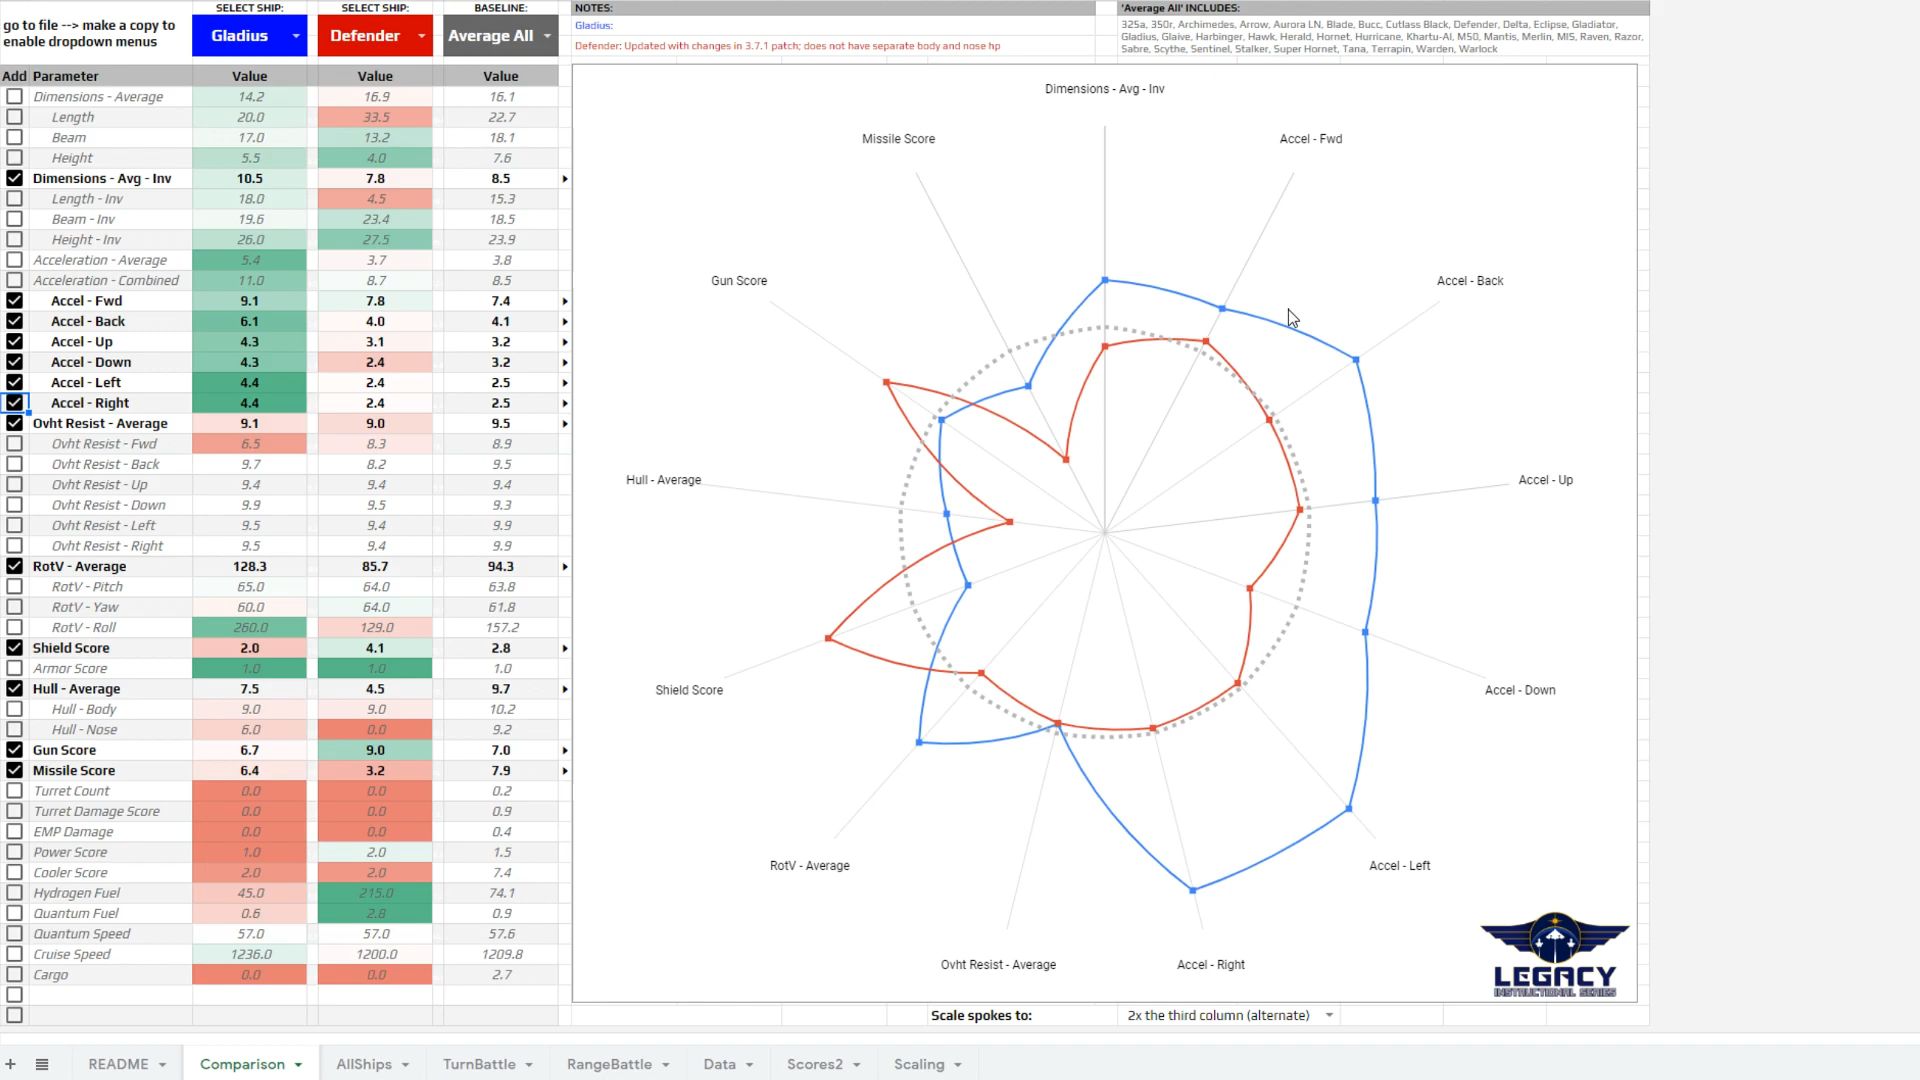 go to file --> make a copy to
enable dropdown menus
SELECT SHIP:
Gladius
SELECT SHIP:
Defender
BASELINE:
Average All
NOTES:
Gladius:
Defender: Updated with changes in 3.7.1 patch; does not have separate body and nose hp
'Average All' INCLUDES:
325a, 350r, Archimedes, Arrow, Aurora LN, Blade, Bucc, Cutlass Black, Defender, Delta, Eclipse, Gladiator,
Gladius, Glaive, Harbinger, Hawk, Herald, Hornet, Hurricane, Khartu-Al, M50, Mantis, Merlin, MIS, Raven, Razor,
Sabre, Scythe, Sentinel, Stalker, Super Hornet, Tana, Terrapin, Warden, Warlock
Add Parameter Value Value Value
Dimensions - Average 14.2 16.9 16.1
Length 20.0 33.5 22.7
Beam 17.0 13.2 18.1
Height 5.5 4.0 7.6
Dimensions - Avg - Inv 10.5 7.8 8.5
Length - Inv 18.0 4.5 15.3
Beam - Inv 19.6 23.4 18.5
Height - Inv 26.0 27.5 23.9
Acceleration - Average 5.4 3.7 3.8
Acceleration - Combined 11.0 8.7 8.5
Accel - Fwd 9.1 7.8 7.4
Accel - Back 6.1 4.0 4.1
Accel - Up 4.3 3.1 3.2
Accel - Down 4.3 2.4 3.2
Accel - Left 4.4 2.4 2.5
Accel - Right 4.4 2.4 2.5
Ovht Resist - Average 9.1 9.0 9.5
Ovht Resist - Fwd 6.5 8.3 8.9
Ovht Resist - Back 9.7 8.2 9.5
Ovht Resist - Up 9.4 9.4 9.4
Ovht Resist - Down 9.9 9.5 9.3
Ovht Resist - Left 9.5 9.4 9.9
Ovht Resist - Right 9.5 9.4 9.9
RotV - Average 128.3 85.7 94.3
RotV - Pitch 65.0 64.0 63.8
RotV - Yaw 60.0 64.0 61.8
RotV - Roll 260.0 129.0 157.2
Shield Score 2.0 4.1 2.8
Armor Score 1.0 1.0 1.0
Hull - Average 7.5 4.5 9.7
Hull - Body 9.0 9.0 10.2
Hull - Nose 6.0 0.0 9.2
Gun Score 6.7 9.0 7.0
Missile Score 6.4 3.2 7.9
Turret Count 0.0 0.0 0.2
Turret Damage Score 0.0 0.0 0.9
EMP Damage 0.0 0.0 0.4
Power Score 1.0 2.0 1.5
Cooler Score 2.0 2.0 7.4
Hydrogen Fuel 45.0 215.0 74.1
Quantum Fuel 0.6 2.8 0.9
Quantum Speed 57.0 57.0 57.6
Cruise Speed 1236.0 1200.0 1209.8
Cargo 0.0 0.0 2.7
Dimensions - Avg - Inv
Missile Score
Accel - Fwd
Gun Score
Accel - Back
Hull - Average
Accel - Up
Shield Score
Accel - Down
RotV - Average
Accel - Left
Ovht Resist - Average
Accel - Right
LEGACY
INSTRUCTIONAL SERIES
Scale spokes to:
2x the third column (alternate)
README
Comparison
AllShips
TurnBattle
RangeBattle
Data
Scores2
Scaling